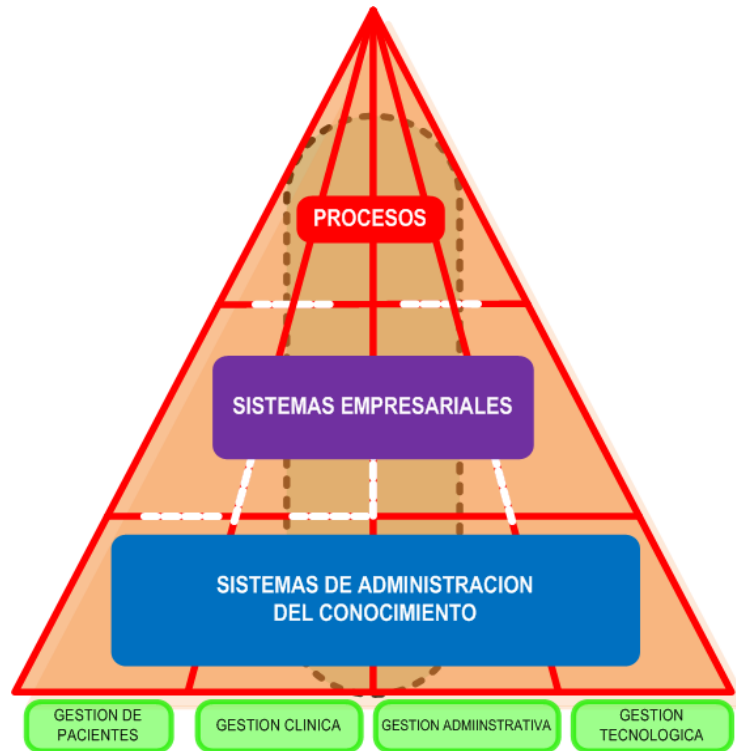 PROCESOS
SISTEMAS EMPRESARIALES
SISTEMAS DE ADMINISTRACION
DEL CONOCIMIENTO
GESTION DE
PACIENTES
GESTION CLINICA
GESTION ADMIINSTRATIVA
GESTION
TECNOLOGICA